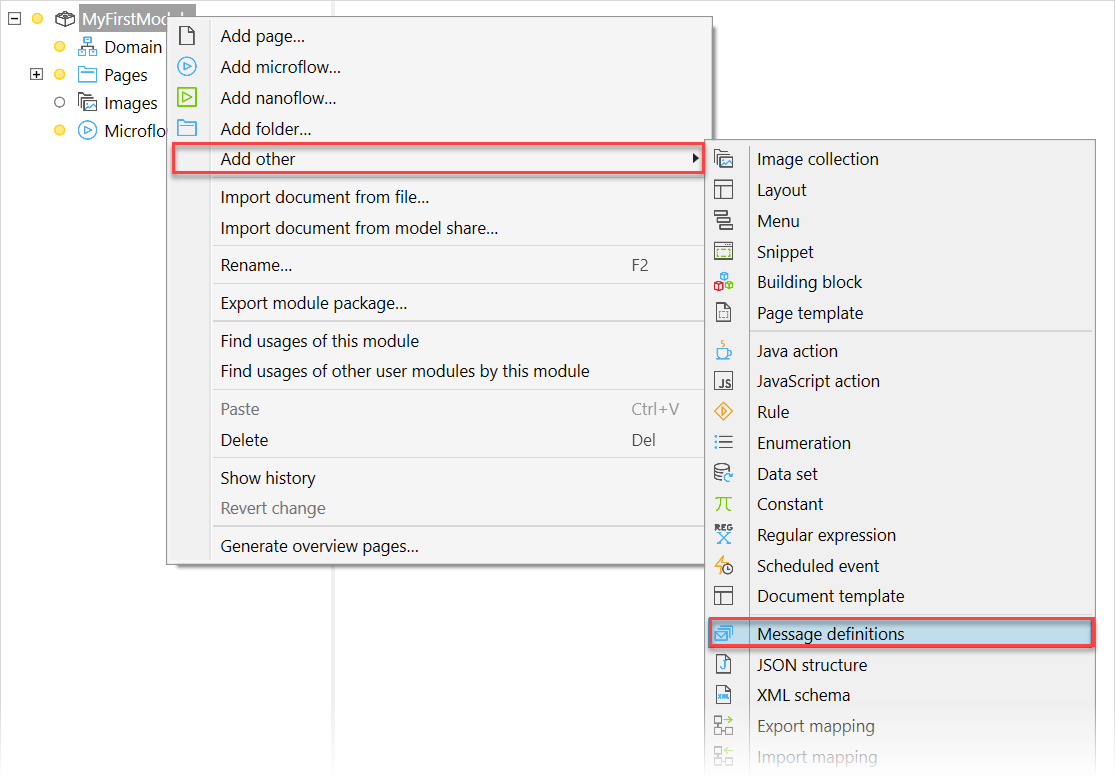 MyFirstModul
Domain
Pages
Images
Microflo
Add page...
Add microflow...
Add nanoflow...
Add folder...
Add other
Import document from file...
Import document from model share...
Rename... F2
Export module package...
Find usages of this module
Find usages of other user modules by this module
Paste Ctrl+V
Delete Del
Show history
Revert change
Generate overview pages...
Image collection
Layout
Menu
Snippet
Building block
Page template
Java action
JS JavaScript action
Rule
Enumeration
Data set
Constant
REG Regular expression
Scheduled event
Document template
Message definitions
JSON structure
XML schema
Export mapping
Import mapping